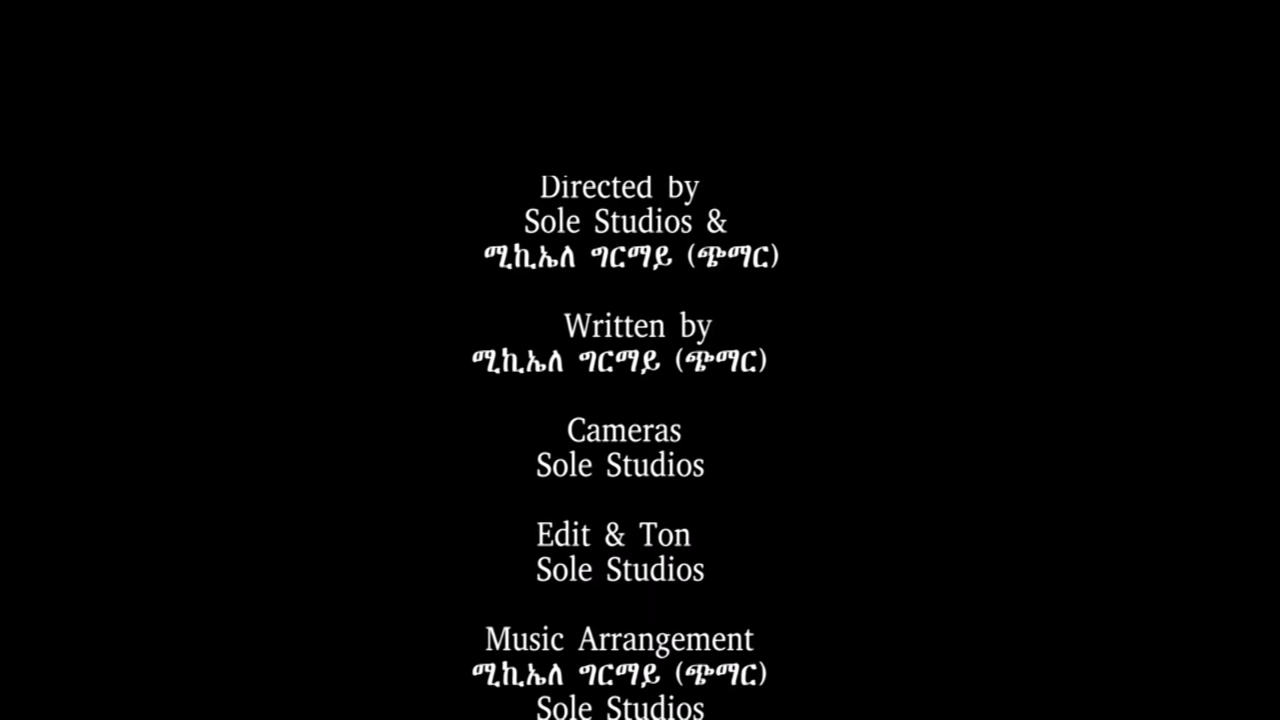 Directed by
Sole Studios &
ሚኪኤለ ግርማይ (ጭማር)
Written by
ሚኪኤለ ግርማይ (ጭማር)
Cameras
Sole Studios
Edit & Ton
Sole Studios
Music Arrangement
ሚኪኤለ ግርማይ (ጭማር)
Sole Studios